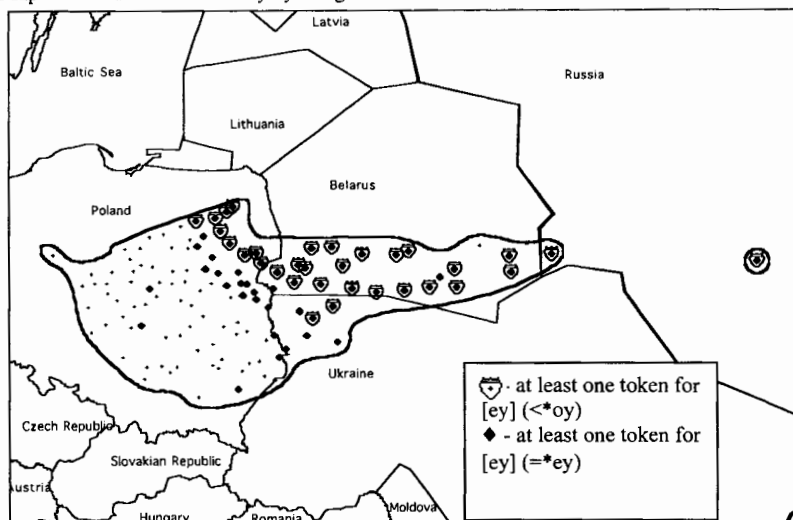 Latvia
Baltic Sea
Russia
Lithuania
Belarus
Poland
Ukraine
Czech Republic
Slovakian Republic
Austria
Hungary
Romania
Moldova
- at least one token for
[ey] (<*oy)
- at least one token for
[ey] (=*ey)